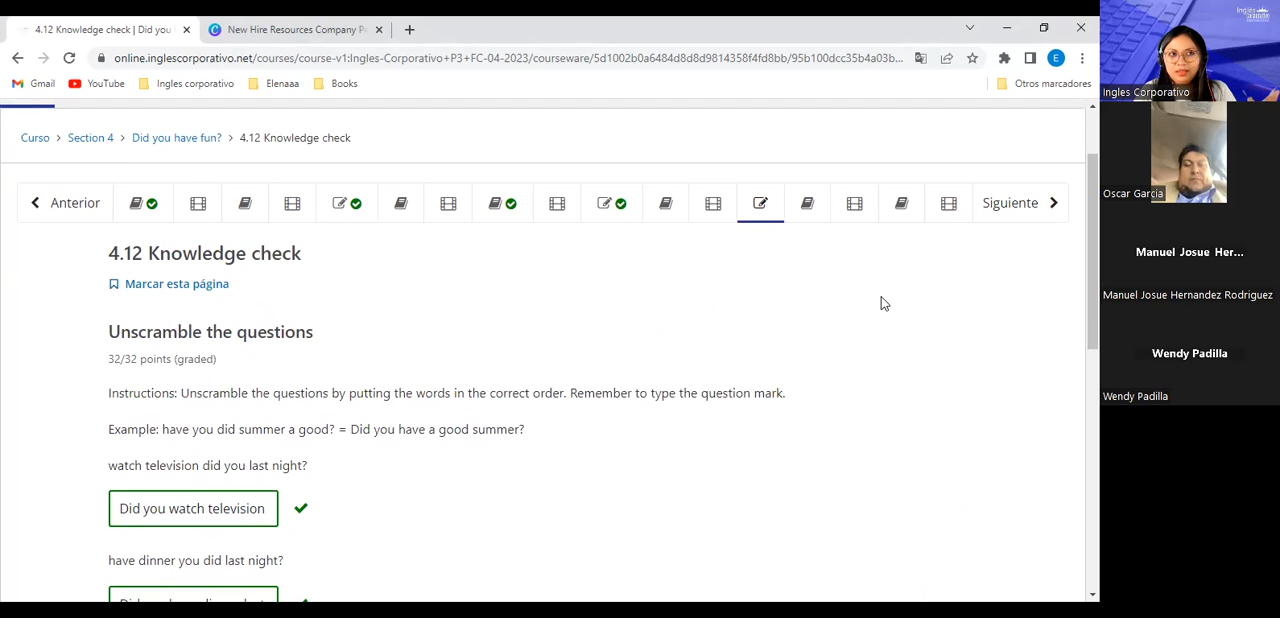 4.12 Knowledge check | Did you
New Hire Resources Company P
online.inglescorporativo.net/courses/course-v1:Ingles-Corporativo+P3+FC-04-2023/courseware/5d1002b0a6484d8d8d9814358f4fd8bb/95b100dcc35b4a03b...
E
Gmail
YouTube
Ingles corporativo
Elenaaa
Books
Otros marcadores
Curso > Section 4 > Did you have fun? > 4.12 Knowledge check
Anterior
Siguiente
4.12 Knowledge check
Marcar esta página
Unscramble the questions
32/32 points (graded)
Instructions: Unscramble the questions by putting the words in the correct order. Remember to type the question mark.
Example: have you did summer a good? = Did you have a good summer?
watch television did you last night?
Did you watch television
have dinner you did last night?
Ingles Corporativo
Oscar Garcia
Manuel Josue Her...
Manuel Josue Hernandez Rodriguez
Wendy Padilla
Wendy Padilla